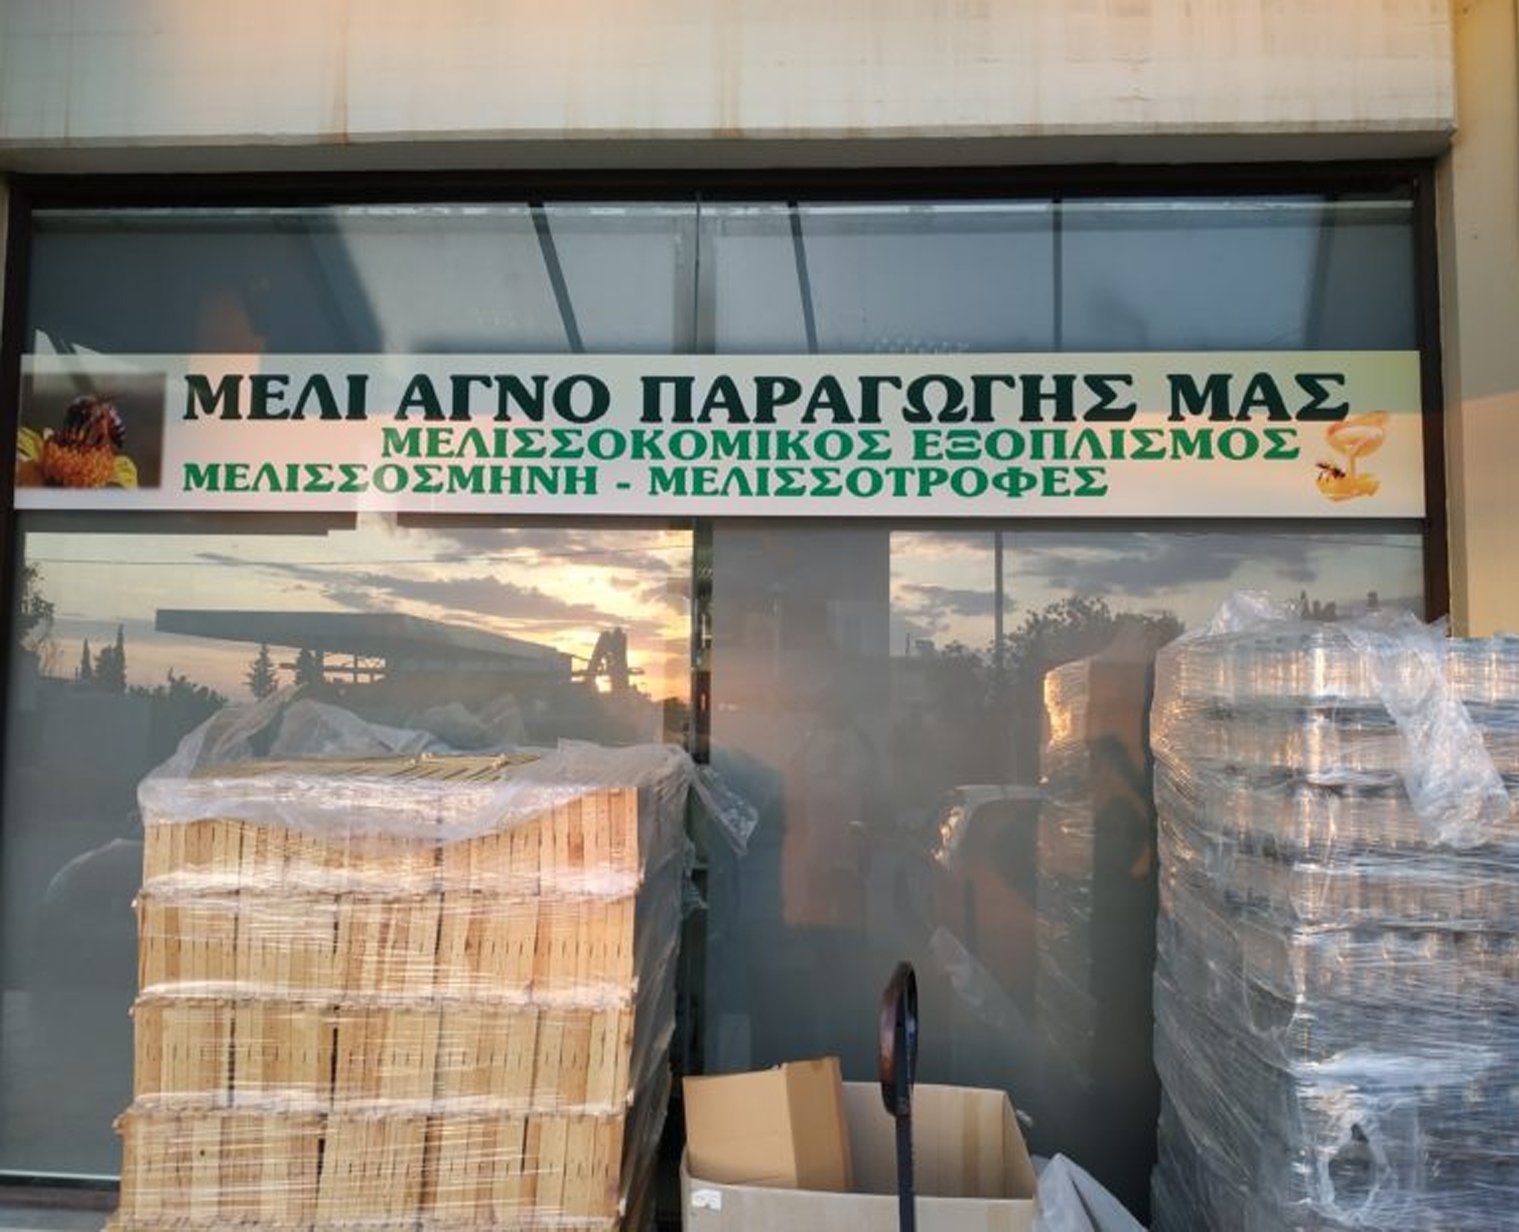 ΜΕΛΙ ΑΓΝΟ ΠΑΡΑΓΩΓΗΣ ΜΑΣ
ΜΕΛΙΣΣΟΚΟΜΙΚΟΣ ΕΞΟΠΛΙΣΜΟΣ
ΜΕΛΙΣΣΟΣΜΗΝΗ - ΜΕΛΙΣΣΟΤΡΟΦΕΣ